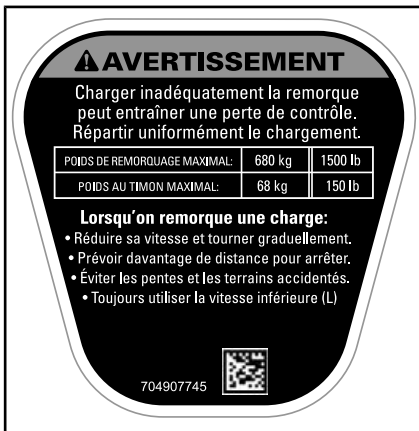 AVERTISSEMENT
Charger inadéquatement la remorque
peut entraîner une perte de contrôle.
Répartir uniformément le chargement.
POIDS DE REMORQUAGE MAXIMAL: 680 kg 1500 lb
POIDS AU TIMON MAXIMAL: 68 kg 150 lb
Lorsqu'on remorque une charge:
• Réduire sa vitesse et tourner graduellement.
• Prévoir davantage de distance pour arrêter.
• Éviter les pentes et les terrains accidentés.
• Toujours utiliser la vitesse inférieure (L)
704907745